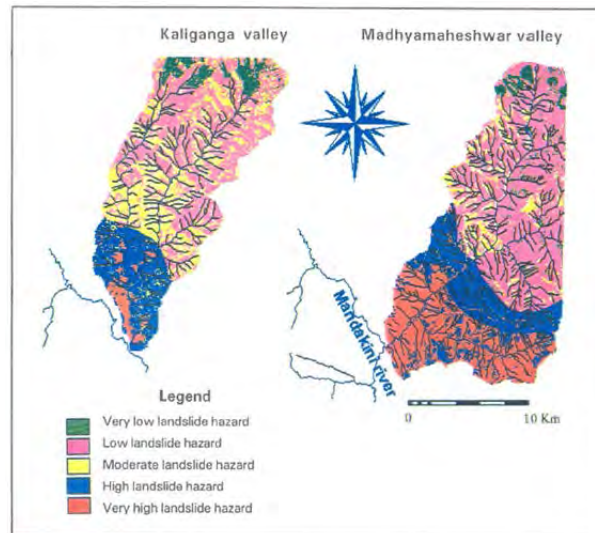 Kaliganga valley
Madhyamaheshwar valley
Mandakini river
Legend
Very low landslide hazard
Low landslide hazard
Moderate landslide hazard
High landslide hazard
Very high landslide hazard
0 10 Km